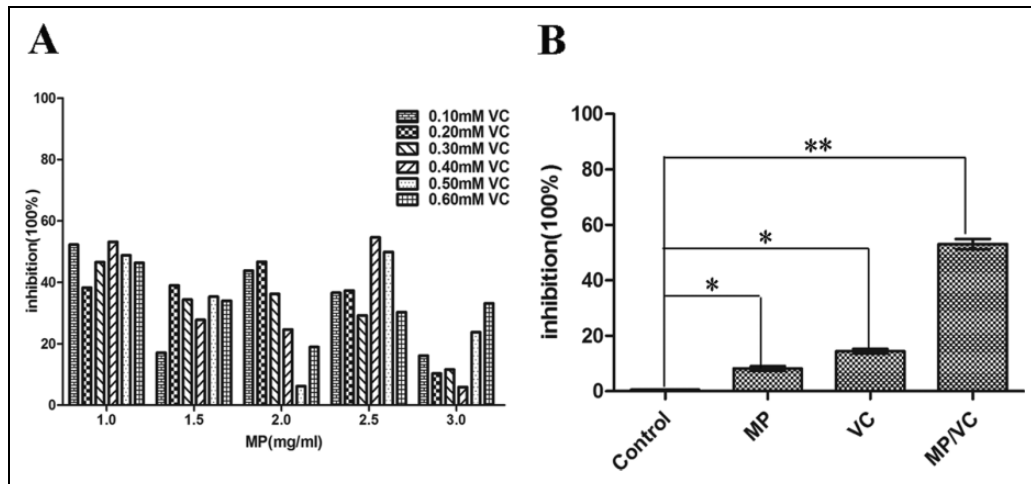 A
100
80
60
40
20
0
inhibition(100%)
0.10mM VC
0.20mM VC
0.30mM VC
0.40mM VC
0.50mM VC
0.60mM VC
1.0 1.5 2.0 2.5 3.0
MP(mg/ml)
B
100
80
60
40
20
0
inhibition(100%)
**
*
*
Control MP VC MP/VC